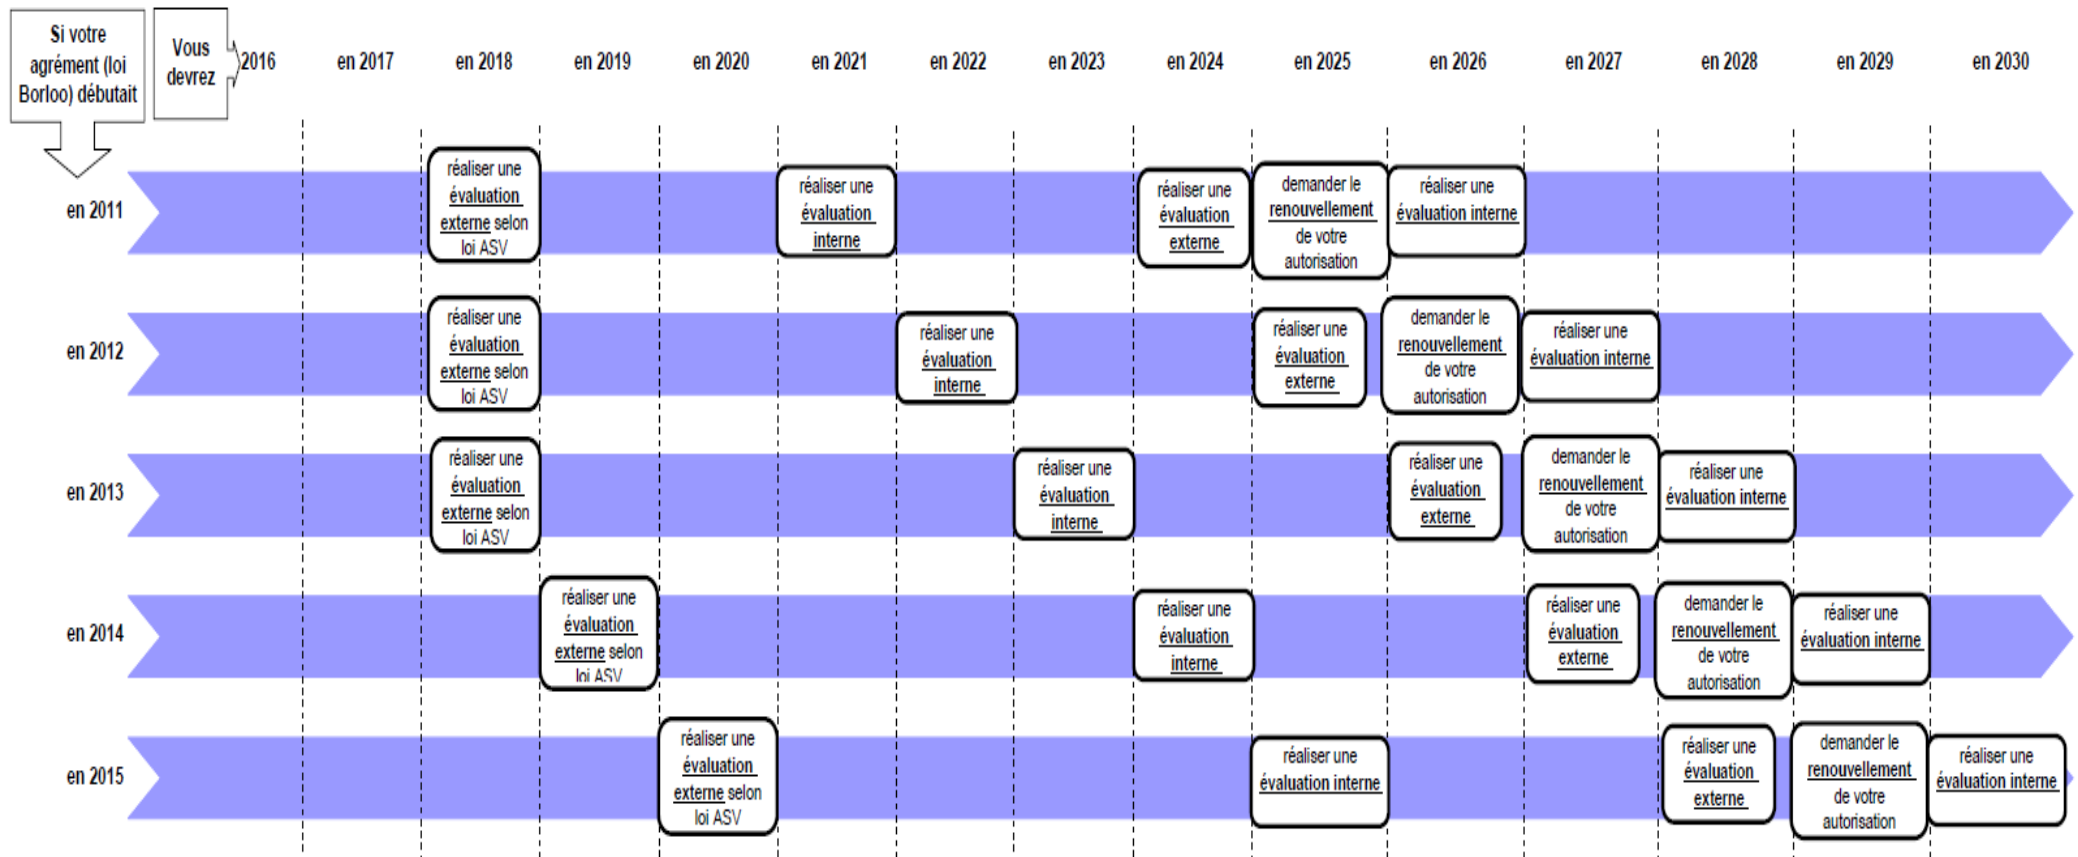 Si votre
agrément (loi
Borloo) débutait
Vous
devrez
2016
en 2017
en 2018
en 2019
en 2020
en 2021
en 2022
en 2023
en 2024
en 2025
en 2026
en 2027
en 2028
en 2029
en 2030
en 2011
réaliser une
évaluation
externe selon
loi ASV
réaliser une
évaluation
interne
réaliser une
évaluation
externe
demander le
renouvellement
de votre
autorisation
réaliser une
évaluation interne
en 2012
réaliser une
évaluation
externe selon
loi ASV
réaliser une
évaluation
interne
réaliser une
évaluation
externe
demander le
renouvellement
de votre
autorisation
réaliser une
évaluation interne
en 2013
réaliser une
évaluation
externe selon
loi ASV
réaliser une
évaluation
interne
réaliser une
évaluation
externe
demander le
renouvellement
de votre
autorisation
réaliser une
évaluation interne
en 2014
réaliser une
évaluation
externe selon
loi ASV
réaliser une
évaluation
interne
réaliser une
évaluation
externe
demander le
renouvellement
de votre
autorisation
réaliser une
évaluation interne
en 2015
réaliser une
évaluation
externe selon
loi ASV
réaliser une
évaluation interne
réaliser une
évaluation
externe
demander le
renouvellement
de votre
autorisation
réaliser une
évaluation interne